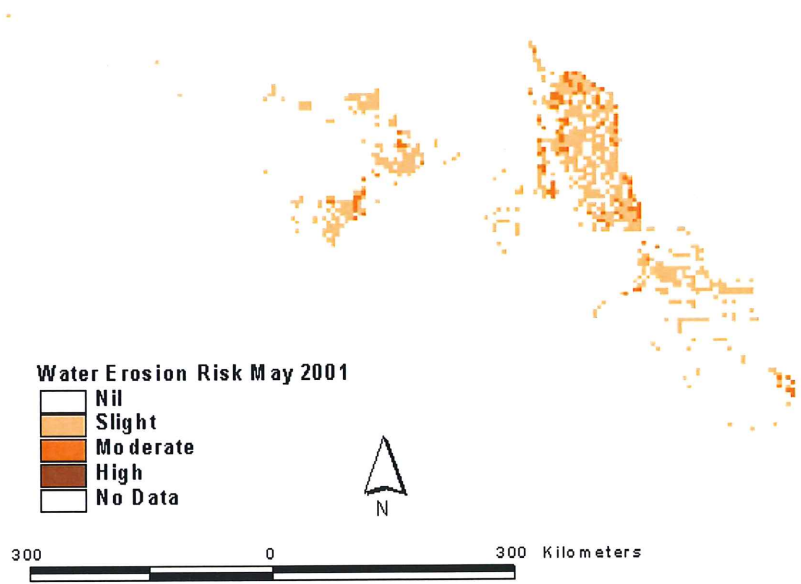 Water Erosion Risk May 2001
Nil
Slight
Moderate
High
No Data
N
300 0 300 Kilometers